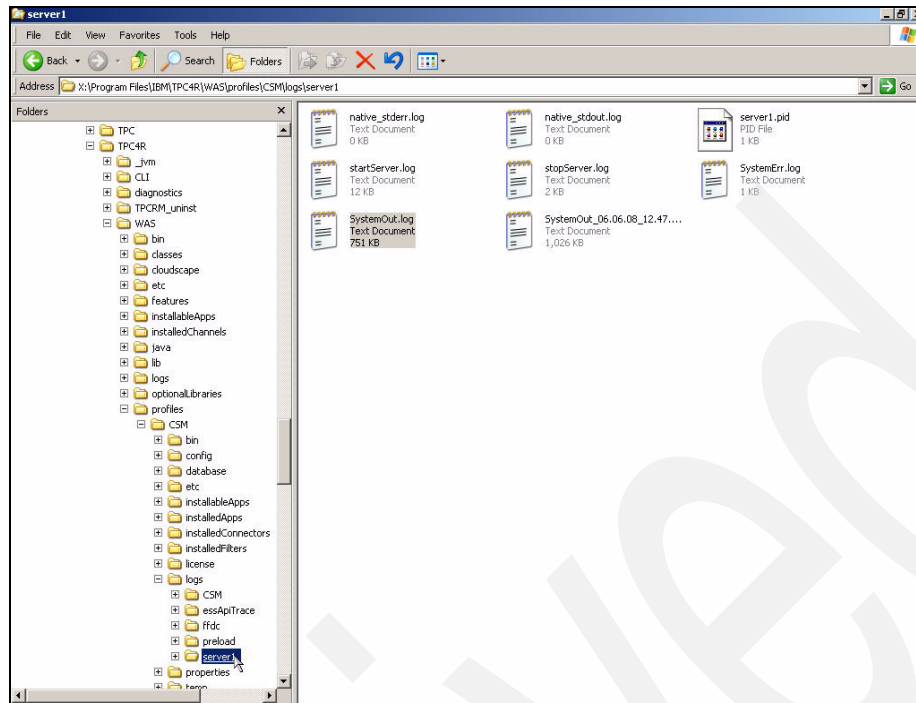 server1
File Edit View Favorites Tools Help
Back Search Folders
Address X:\Program Files\IBM\TPC4R\WAS\profiles\CSM\logs\server1 Go
Folders
TPC
TPC4R
_jvm
CLI
diagnostics
TPCRM_uninst
WAS
bin
classes
cloudscape
etc
features
installableApps
installedChannels
java
lib
logs
optionalLibraries
profiles
CSM
bin
config
database
etc
installableApps
installedApps
installedConnectors
installedFilters
license
logs
CSM
essApiTrace
ffdc
preload
server1
properties
temp
native_stderr.log
Text Document
0 KB
native_stdout.log
Text Document
0 KB
server1.pid
PID File
1 KB
startServer.log
Text Document
12 KB
stopServer.log
Text Document
2 KB
SystemErr.log
Text Document
1 KB
SystemOut.log
Text Document
751 KB
SystemOut_06.06.08_12.47....
Text Document
1,026 KB